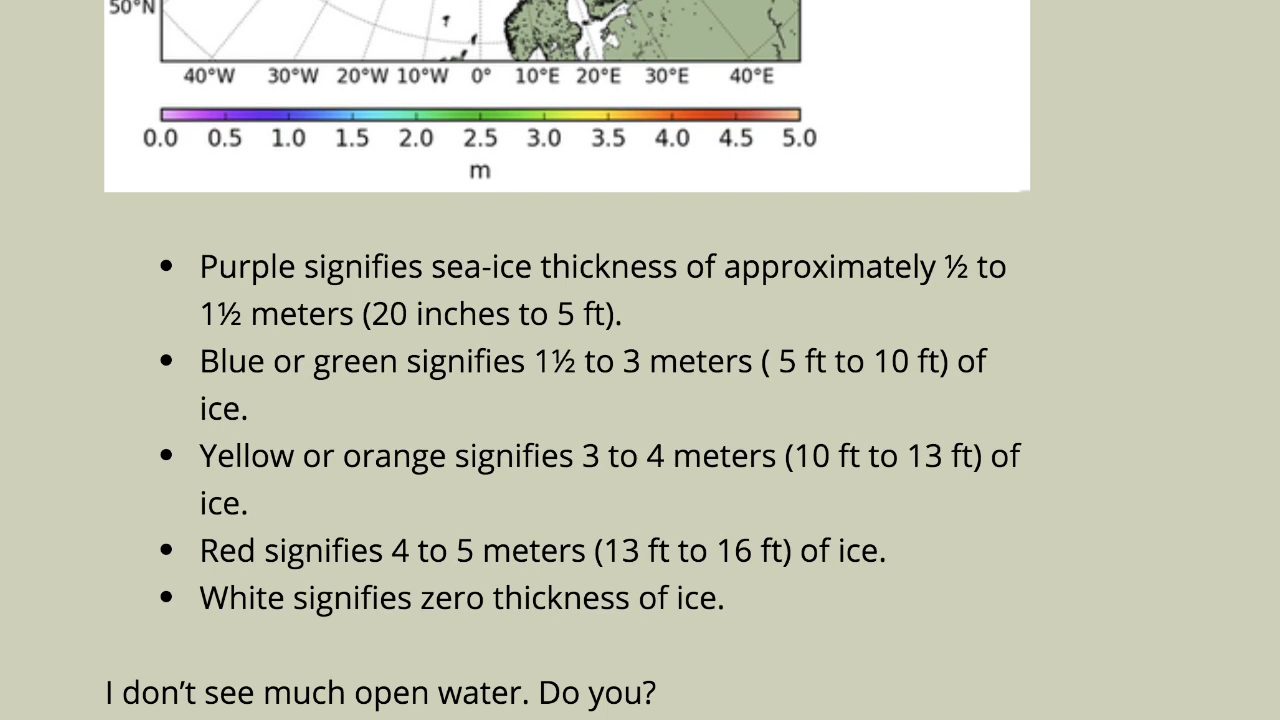 50°N
40°W 30°W 20°W 10°W 0° 10°E 20°E 30°E 40°E
0.0 0.5 1.0 1.5 2.0 2.5 3.0 3.5 4.0 4.5 5.0
m
• Purple signifies sea-ice thickness of approximately ½ to
1½ meters (20 inches to 5 ft).
• Blue or green signifies 1½ to 3 meters ( 5 ft to 10 ft) of
ice.
• Yellow or orange signifies 3 to 4 meters (10 ft to 13 ft) of
ice.
• Red signifies 4 to 5 meters (13 ft to 16 ft) of ice.
• White signifies zero thickness of ice.
I don’t see much open water. Do you?